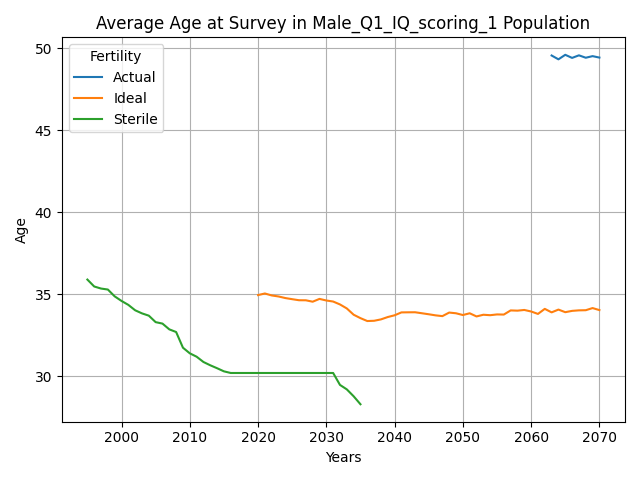 Average Age at Survey in Male_Q1_IQ_scoring_1 Population
Fertility
Actual
Ideal
Sterile
Age
50
45
40
35
30
2000 2010 2020 2030 2040 2050 2060 2070
Years